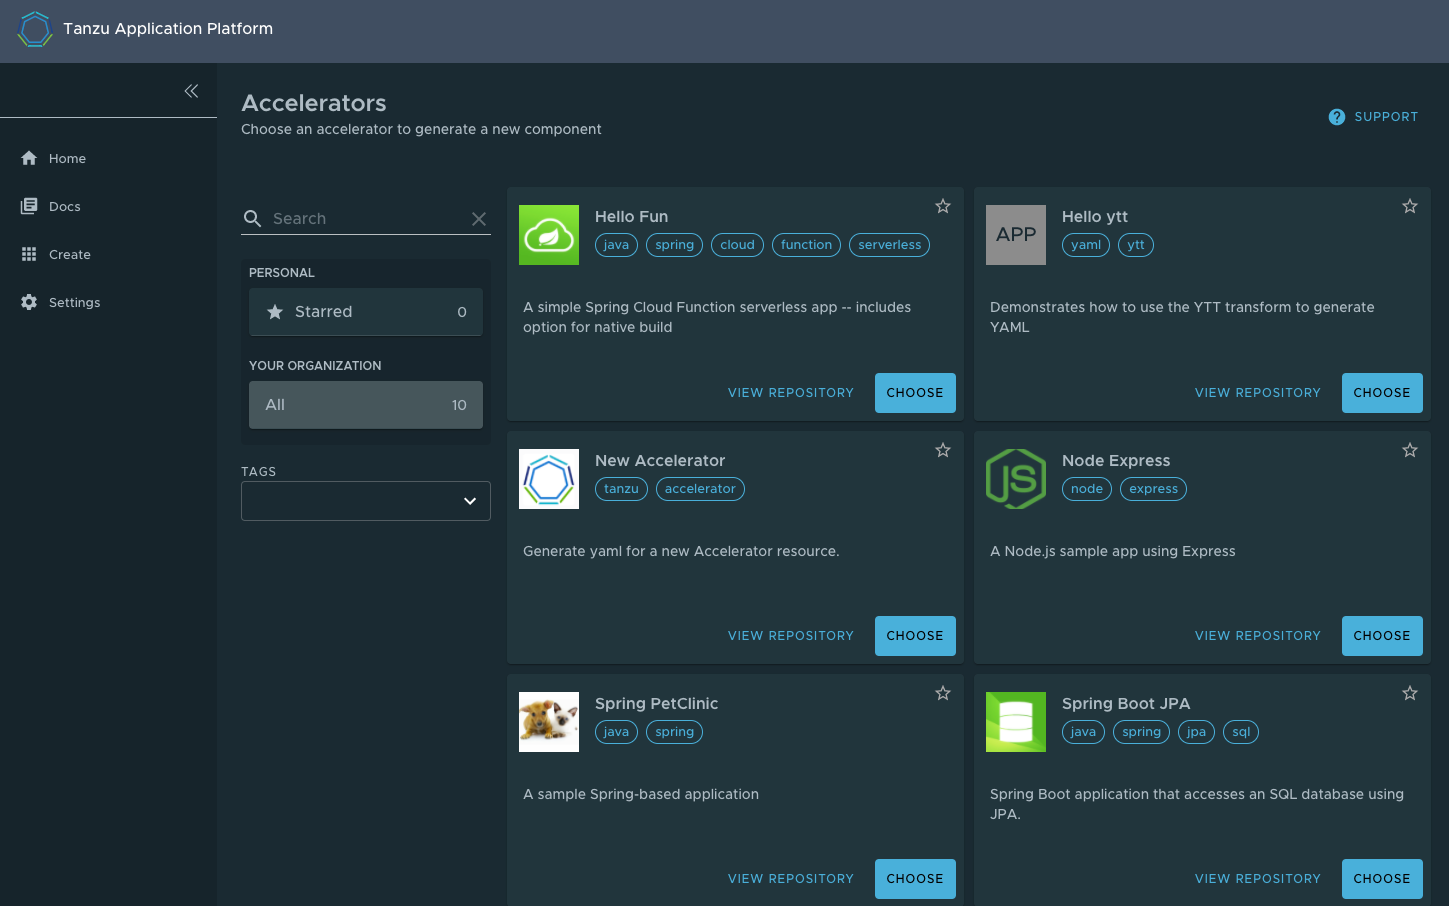 Tanzu Application Platform
Home
Docs
Create
Settings
Accelerators
Choose an accelerator to generate a new component
SUPPORT
Search
PERSONAL
Starred 0
YOUR ORGANIZATION
All 10
TAGS
Hello Fun
java spring cloud function serverless
A simple Spring Cloud Function serverless app -- includes
option for native build
VIEW REPOSITORY CHOOSE
APP
Hello ytt
yaml ytt
Demonstrates how to use the YTT transform to generate
YAML
VIEW REPOSITORY CHOOSE
New Accelerator
tanzu accelerator
Generate yaml for a new Accelerator resource.
VIEW REPOSITORY CHOOSE
JS
Node Express
node express
A Node.js sample app using Express
VIEW REPOSITORY CHOOSE
Spring PetClinic
java spring
A sample Spring-based application
VIEW REPOSITORY CHOOSE
Spring Boot JPA
java spring jpa sql
Spring Boot application that accesses an SQL database using
JPA.
VIEW REPOSITORY CHOOSE